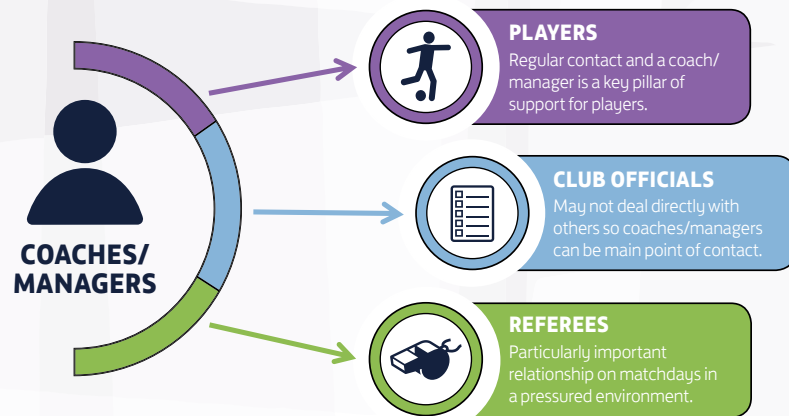 COACHES/
MANAGERS
PLAYERS
Regular contact and a coach/
manager is a key pillar of
support for players.
CLUB OFFICIALS
May not deal directly with
others so coaches/managers
can be main point of contact.
REFEREES
Particularly important
relationship on matchdays in
a pressured environment.